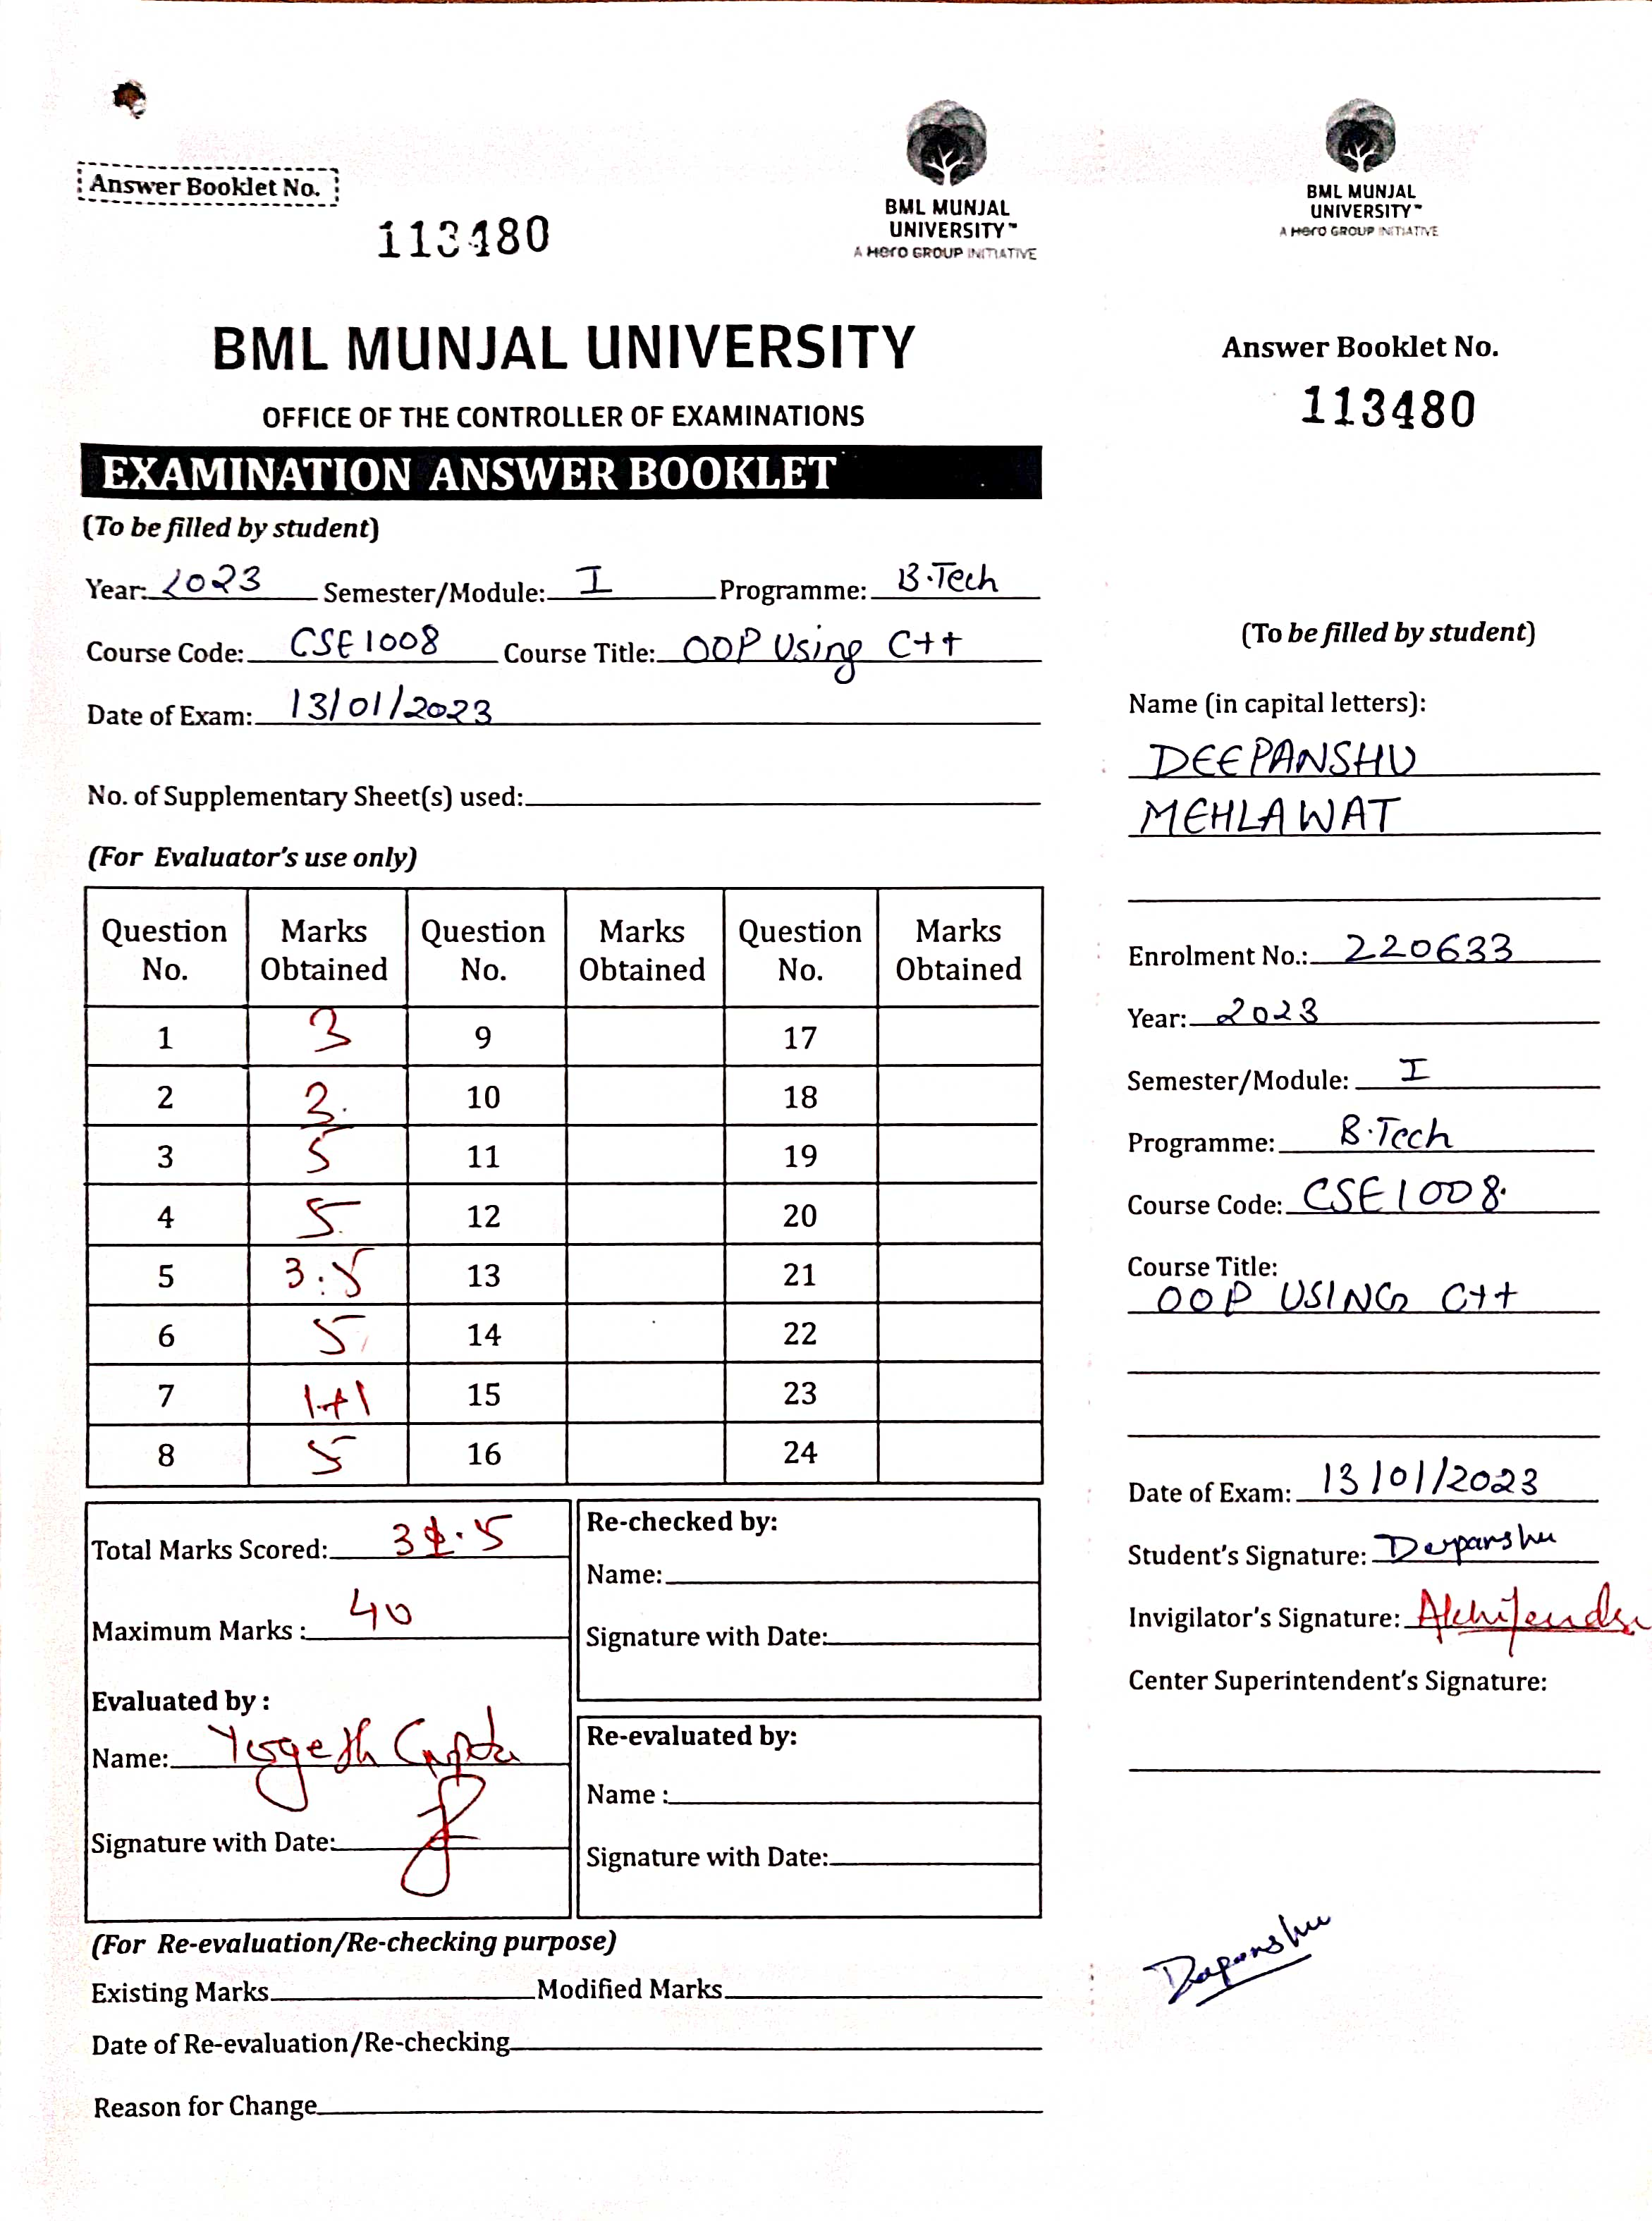 Answer Booklet No.
113480
BML MUNJAL
UNIVERSITY™
A Hero GROUP INITIATIVE
BML MUNJAL UNIVERSITY
OFFICE OF THE CONTROLLER OF EXAMINATIONS
EXAMINATION ANSWER BOOKLET
(To be filled by student)
Year: 2023 Semester/Module: I Programme: B.Tech
Course Code: CSE1008 Course Title: OOP Using C++
Date of Exam: 13/01/2023
No. of Supplementary Sheet(s) used:
(For Evaluator's use only)
Question No. Marks Obtained Question No. Marks Obtained Question No. Marks Obtained
1 3 9 17
2 3. 10 18
3 5 11 19
4 5 12 20
5 3.5 13 21
6 5 14 22
7 1+1 15 23
8 5 16 24
Total Marks Scored: .5
Maximum Marks : 40
Evaluated by :
Name: Yogesh Gupta
Signature with Date:
Re-checked by:
Name:
Signature with Date:
Re-evaluated by:
Name :
Signature with Date:
(For Re-evaluation/Re-checking purpose)
Existing Marks Modified Marks
Date of Re-evaluation/Re-checking
Reason for Change
BML MUNJAL
UNIVERSITY™
A Hero GROUP INITIATIVE
Answer Booklet No.
113480
(To be filled by student)
Name (in capital letters):
DEEPANSHU
MEHLAWAT
Enrolment No.: 220633
Year: 2023
Semester/Module: I
Programme: B.Tech
Course Code: CSE1008.
Course Title:
OOP USING C++
Date of Exam: 13/01/2023
Student's Signature: Deepanshu
Invigilator's Signature:
Center Superintendent's Signature:
Deepanshu